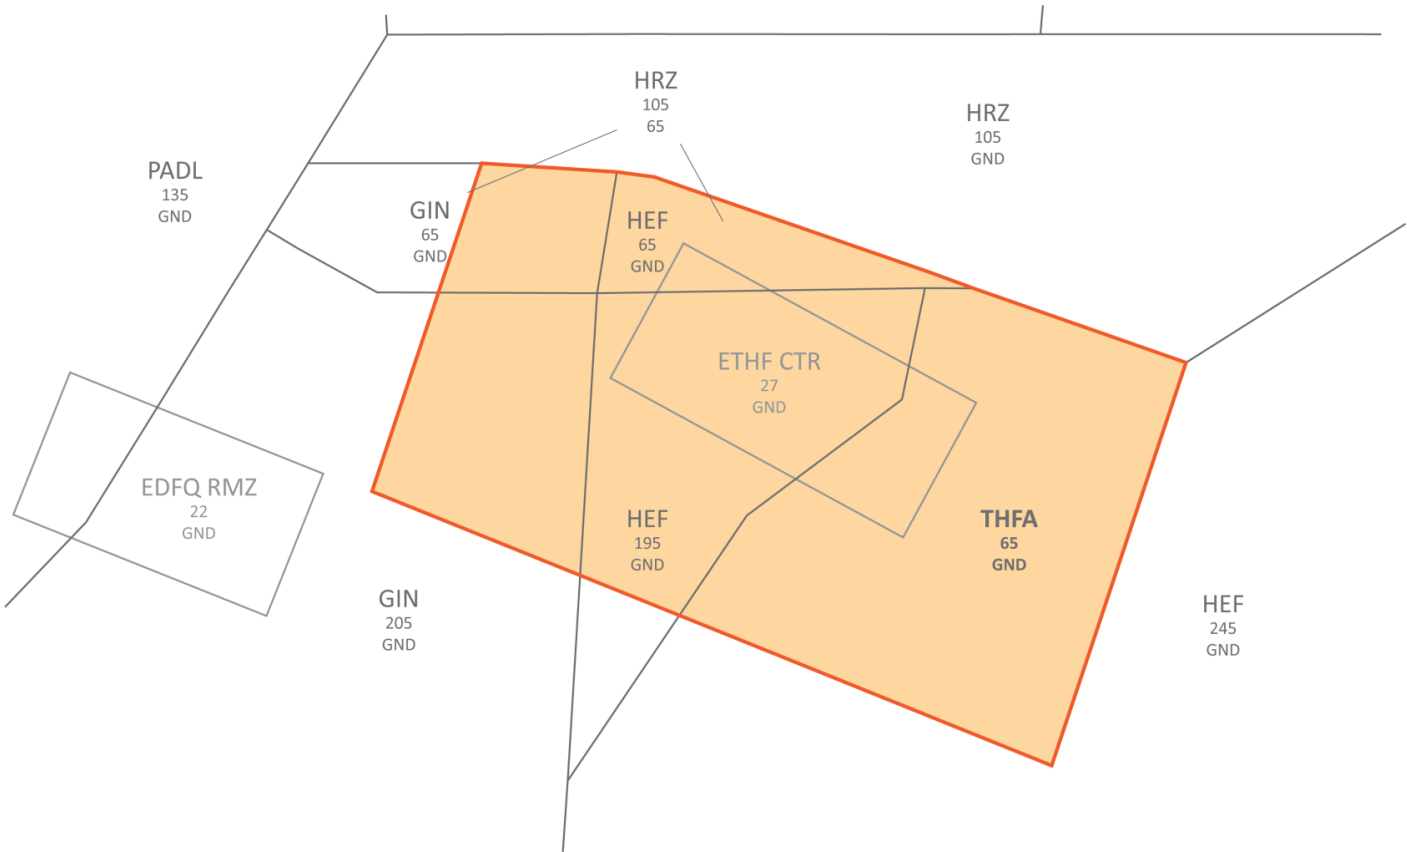 HRZ
105
65
HRZ
105
GND
PADL
135
GND
GIN
65
GND
HEF
65
GND
ETHF CTR
27
GND
EDFQ RMZ
22
GND
HEF
195
GND
THFA
65
GND
GIN
205
GND
HEF
245
GND